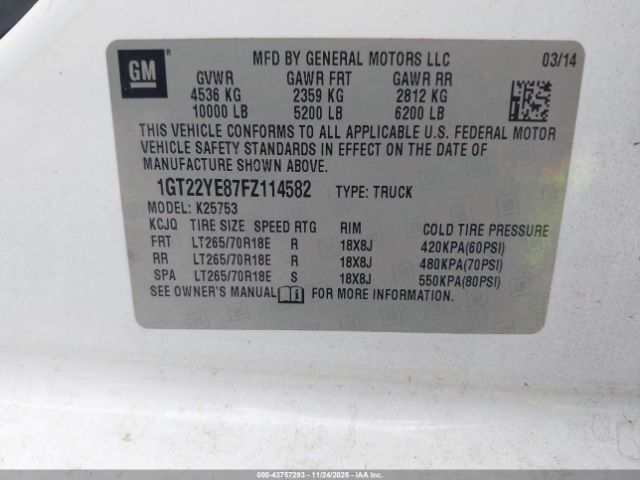 GM
MFD BY GENERAL MOTORS LLC 03/14
GVWR GAWR FRT GAWR RR
4536 KG 2359 KG 2812 KG
10000 LB 5200 LB 6200 LB
THIS VEHICLE CONFORMS TO ALL APPLICABLE U.S. FEDERAL MOTOR
VEHICLE SAFETY STANDARDS IN EFFECT ON THE DATE OF
MANUFACTURE SHOWN ABOVE.
1GT22YE87FZ114582 TYPE: TRUCK
MODEL: K25753
KCJQ TIRE SIZE SPEED RTG RIM COLD TIRE PRESSURE
FRT LT265/70R18E R 18X8J 420KPA(60PSI)
RR LT265/70R18E R 18X8J 480KPA(70PSI)
SPA LT265/70R18E S 18X8J 550KPA(80PSI)
SEE OWNER'S MANUAL FOR MORE INFORMATION.
000-43757293 - 11/24/2025 - IAAI.COM